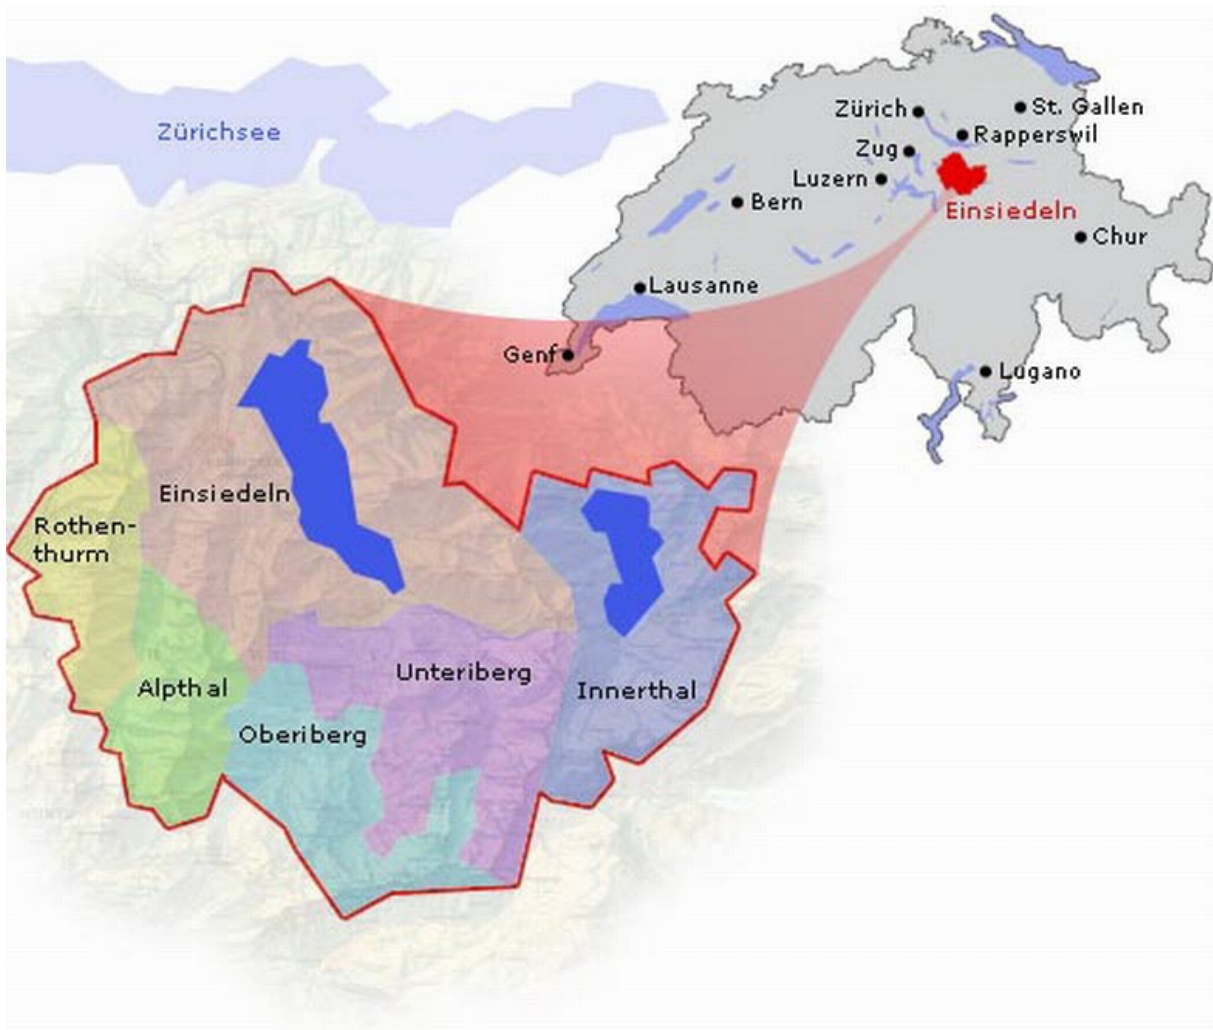 Zürichsee
Zürich
St. Gallen
Rapperswil
Zug
Luzern
Bern
Einsiedeln
Chur
Lausanne
Genf
Lugano
Einsiedeln
Rothen-
thurm
Alpthal
Unteriberg
Innerthal
Oberiberg